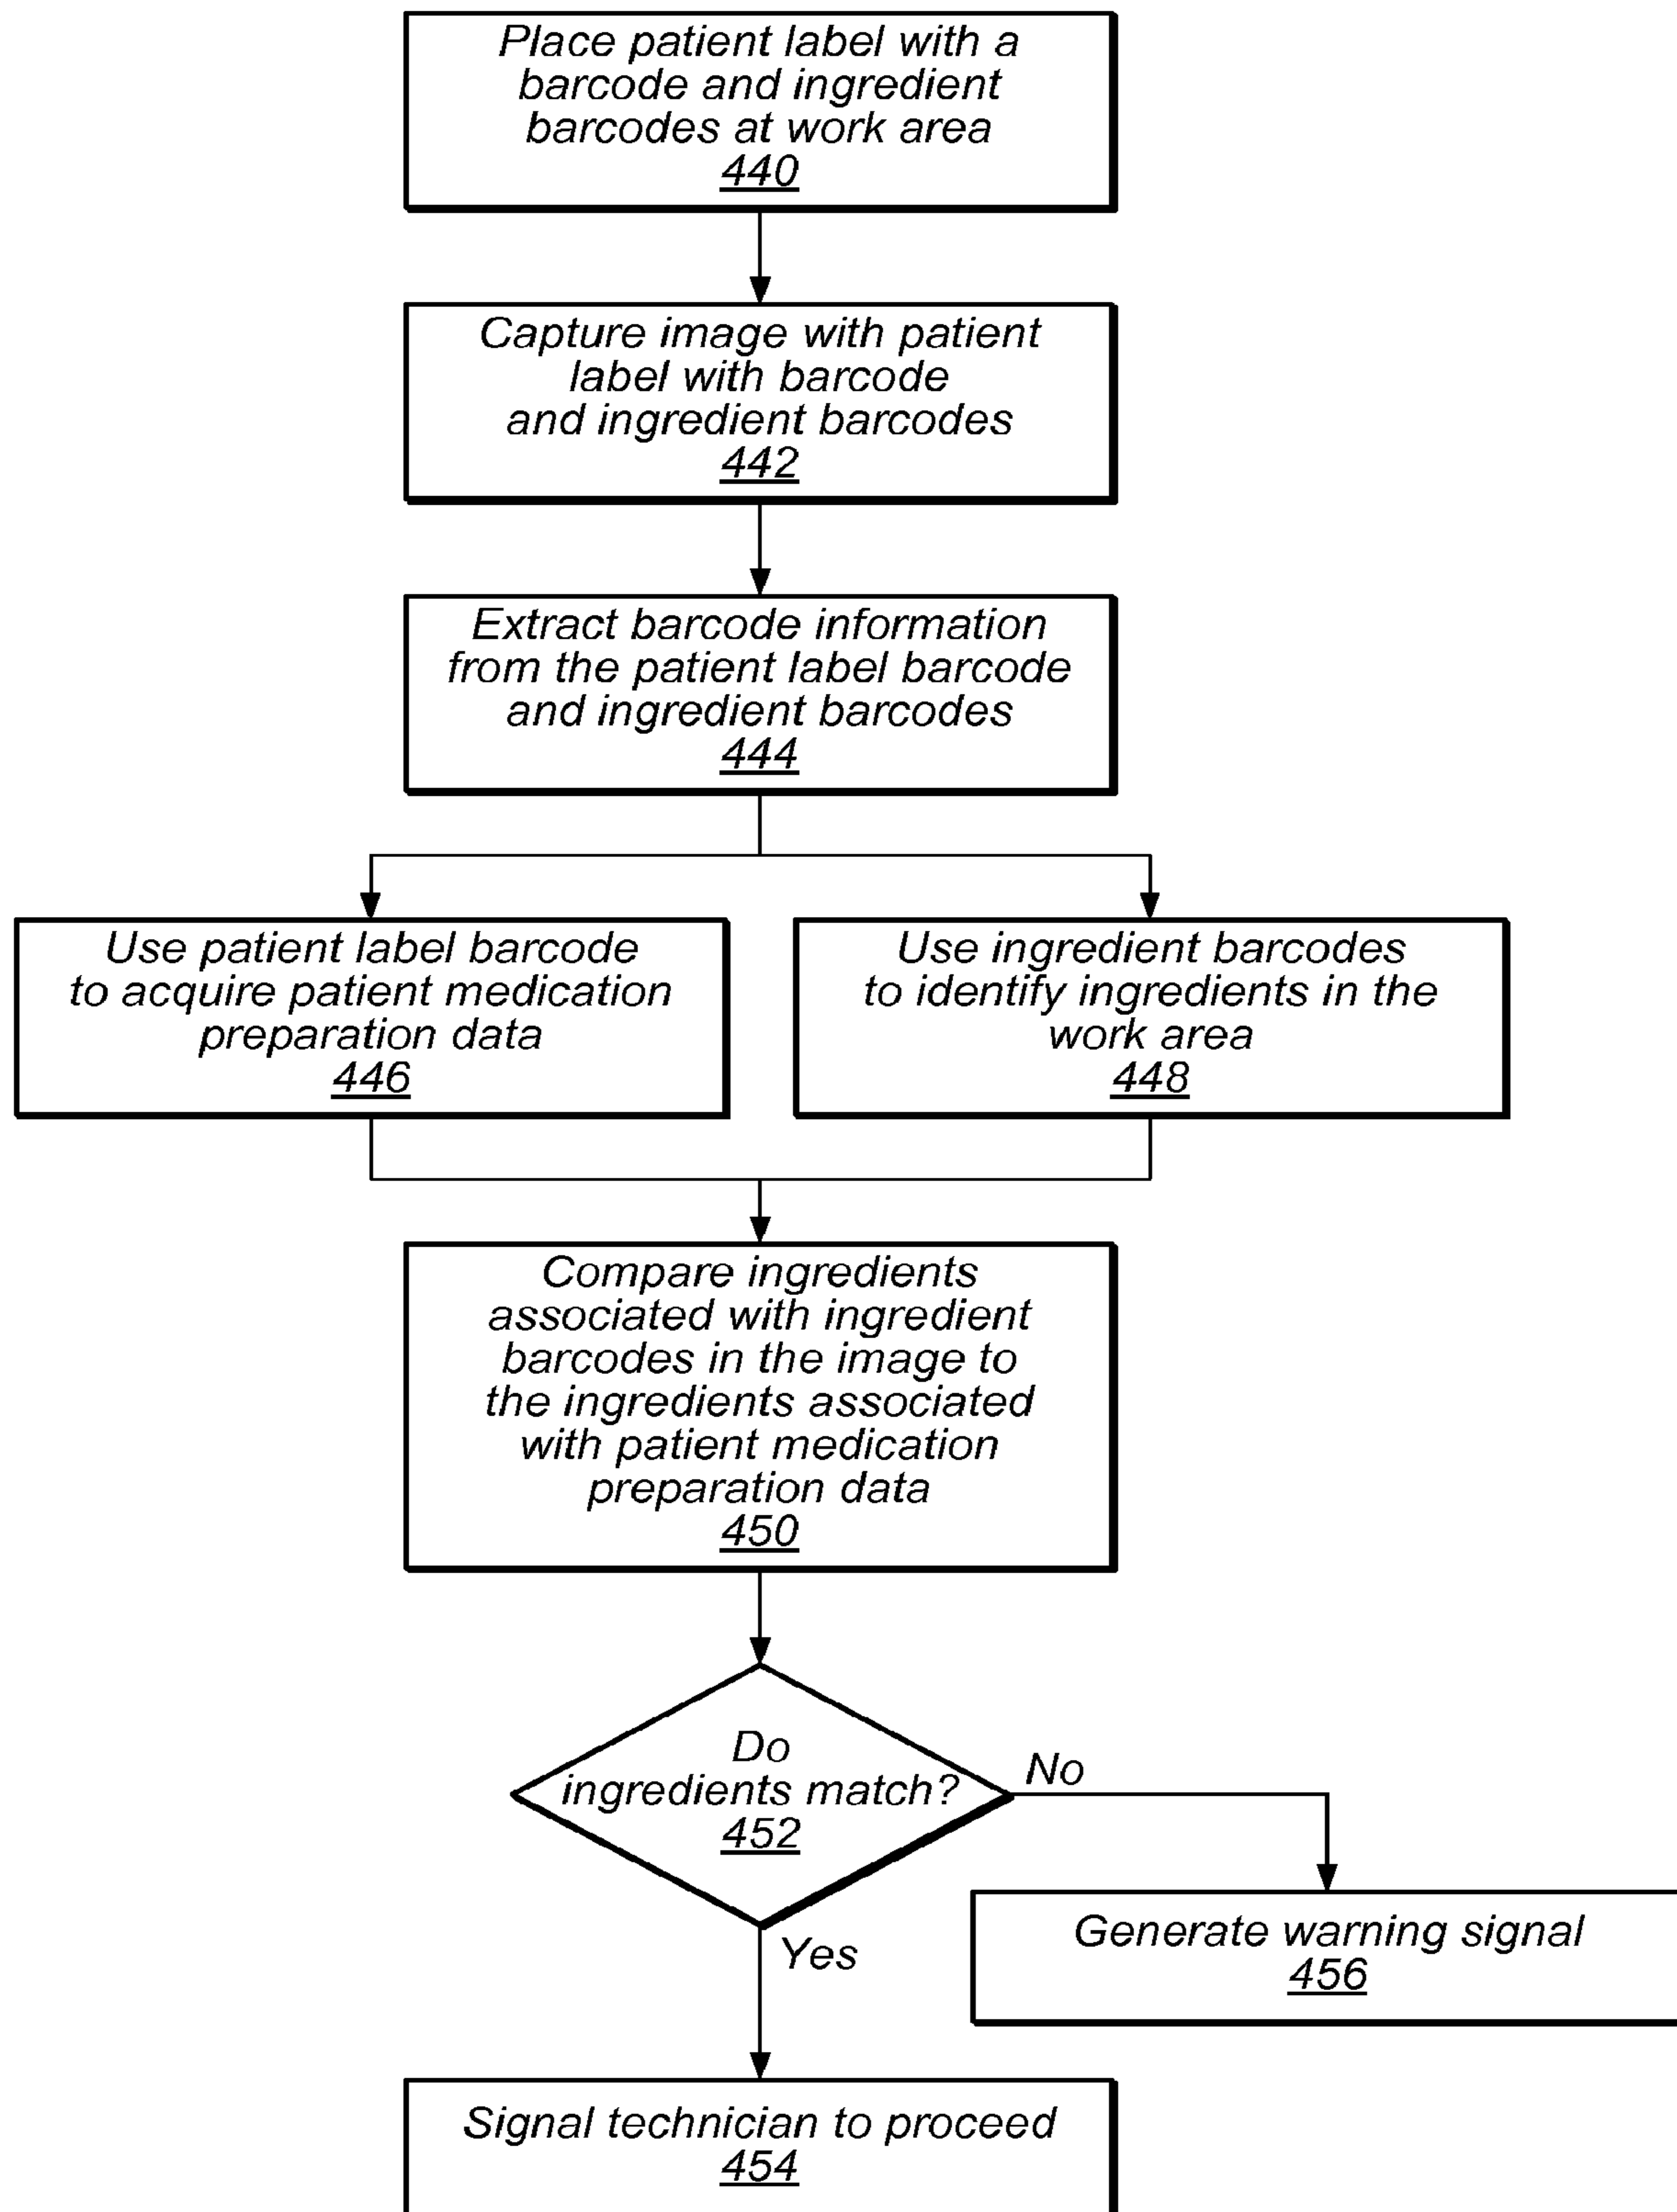 Place patient label with a
barcode and ingredient
barcodes at work area
440
Capture image with patient
label with barcode
and ingredient barcodes
442
Extract barcode information
from the patient label barcode
and ingredient barcodes
444
Use patient label barcode
to acquire patient medication
preparation data
446
Use ingredient barcodes
to identify ingredients in the
work area
448
Compare ingredients
associated with ingredient
barcodes in the image to
the ingredients associated
with patient medication
preparation data
450
Do
ingredients match?
452
No
Yes
Generate warning signal
456
Signal technician to proceed
454